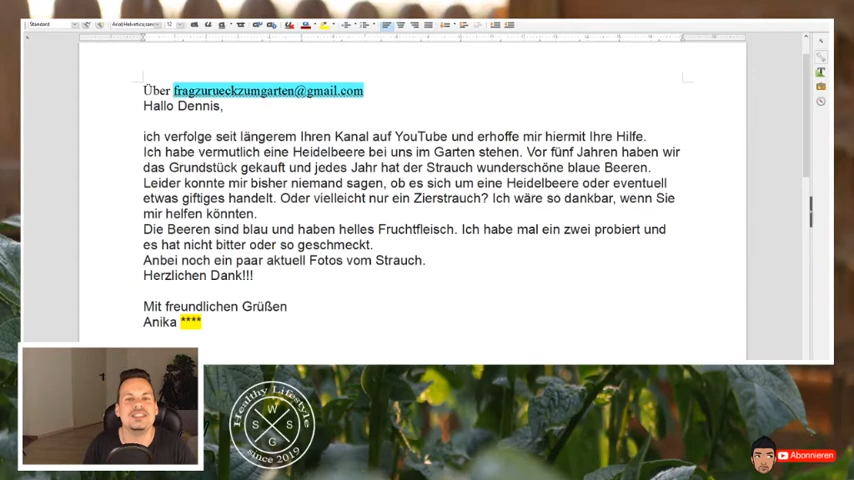 Standard
Arial;Helvetica;san
12
Über fragzurueckzumgarten@gmail.com
Hallo Dennis,
ich verfolge seit längerem Ihren Kanal auf YouTube und erhoffe mir hiermit Ihre Hilfe.
Ich habe vermutlich eine Heidelbeere bei uns im Garten stehen. Vor fünf Jahren haben wir
das Grundstück gekauft und jedes Jahr hat der Strauch wunderschöne blaue Beeren.
Leider konnte mir bisher niemand sagen, ob es sich um eine Heidelbeere oder eventuell
etwas giftiges handelt. Oder vielleicht nur ein Zierstrauch? Ich wäre so dankbar, wenn Sie
mir helfen könnten.
Die Beeren sind blau und haben helles Fruchtfleisch. Ich habe mal ein zwei probiert und
es hat nicht bitter oder so geschmeckt.
Anbei noch ein paar aktuell Fotos vom Strauch.
Herzlichen Dank!!!
Mit freundlichen Grüßen
Anika ****
Healthy Lifestyle
W
S S
G
since 2019
Abonnieren